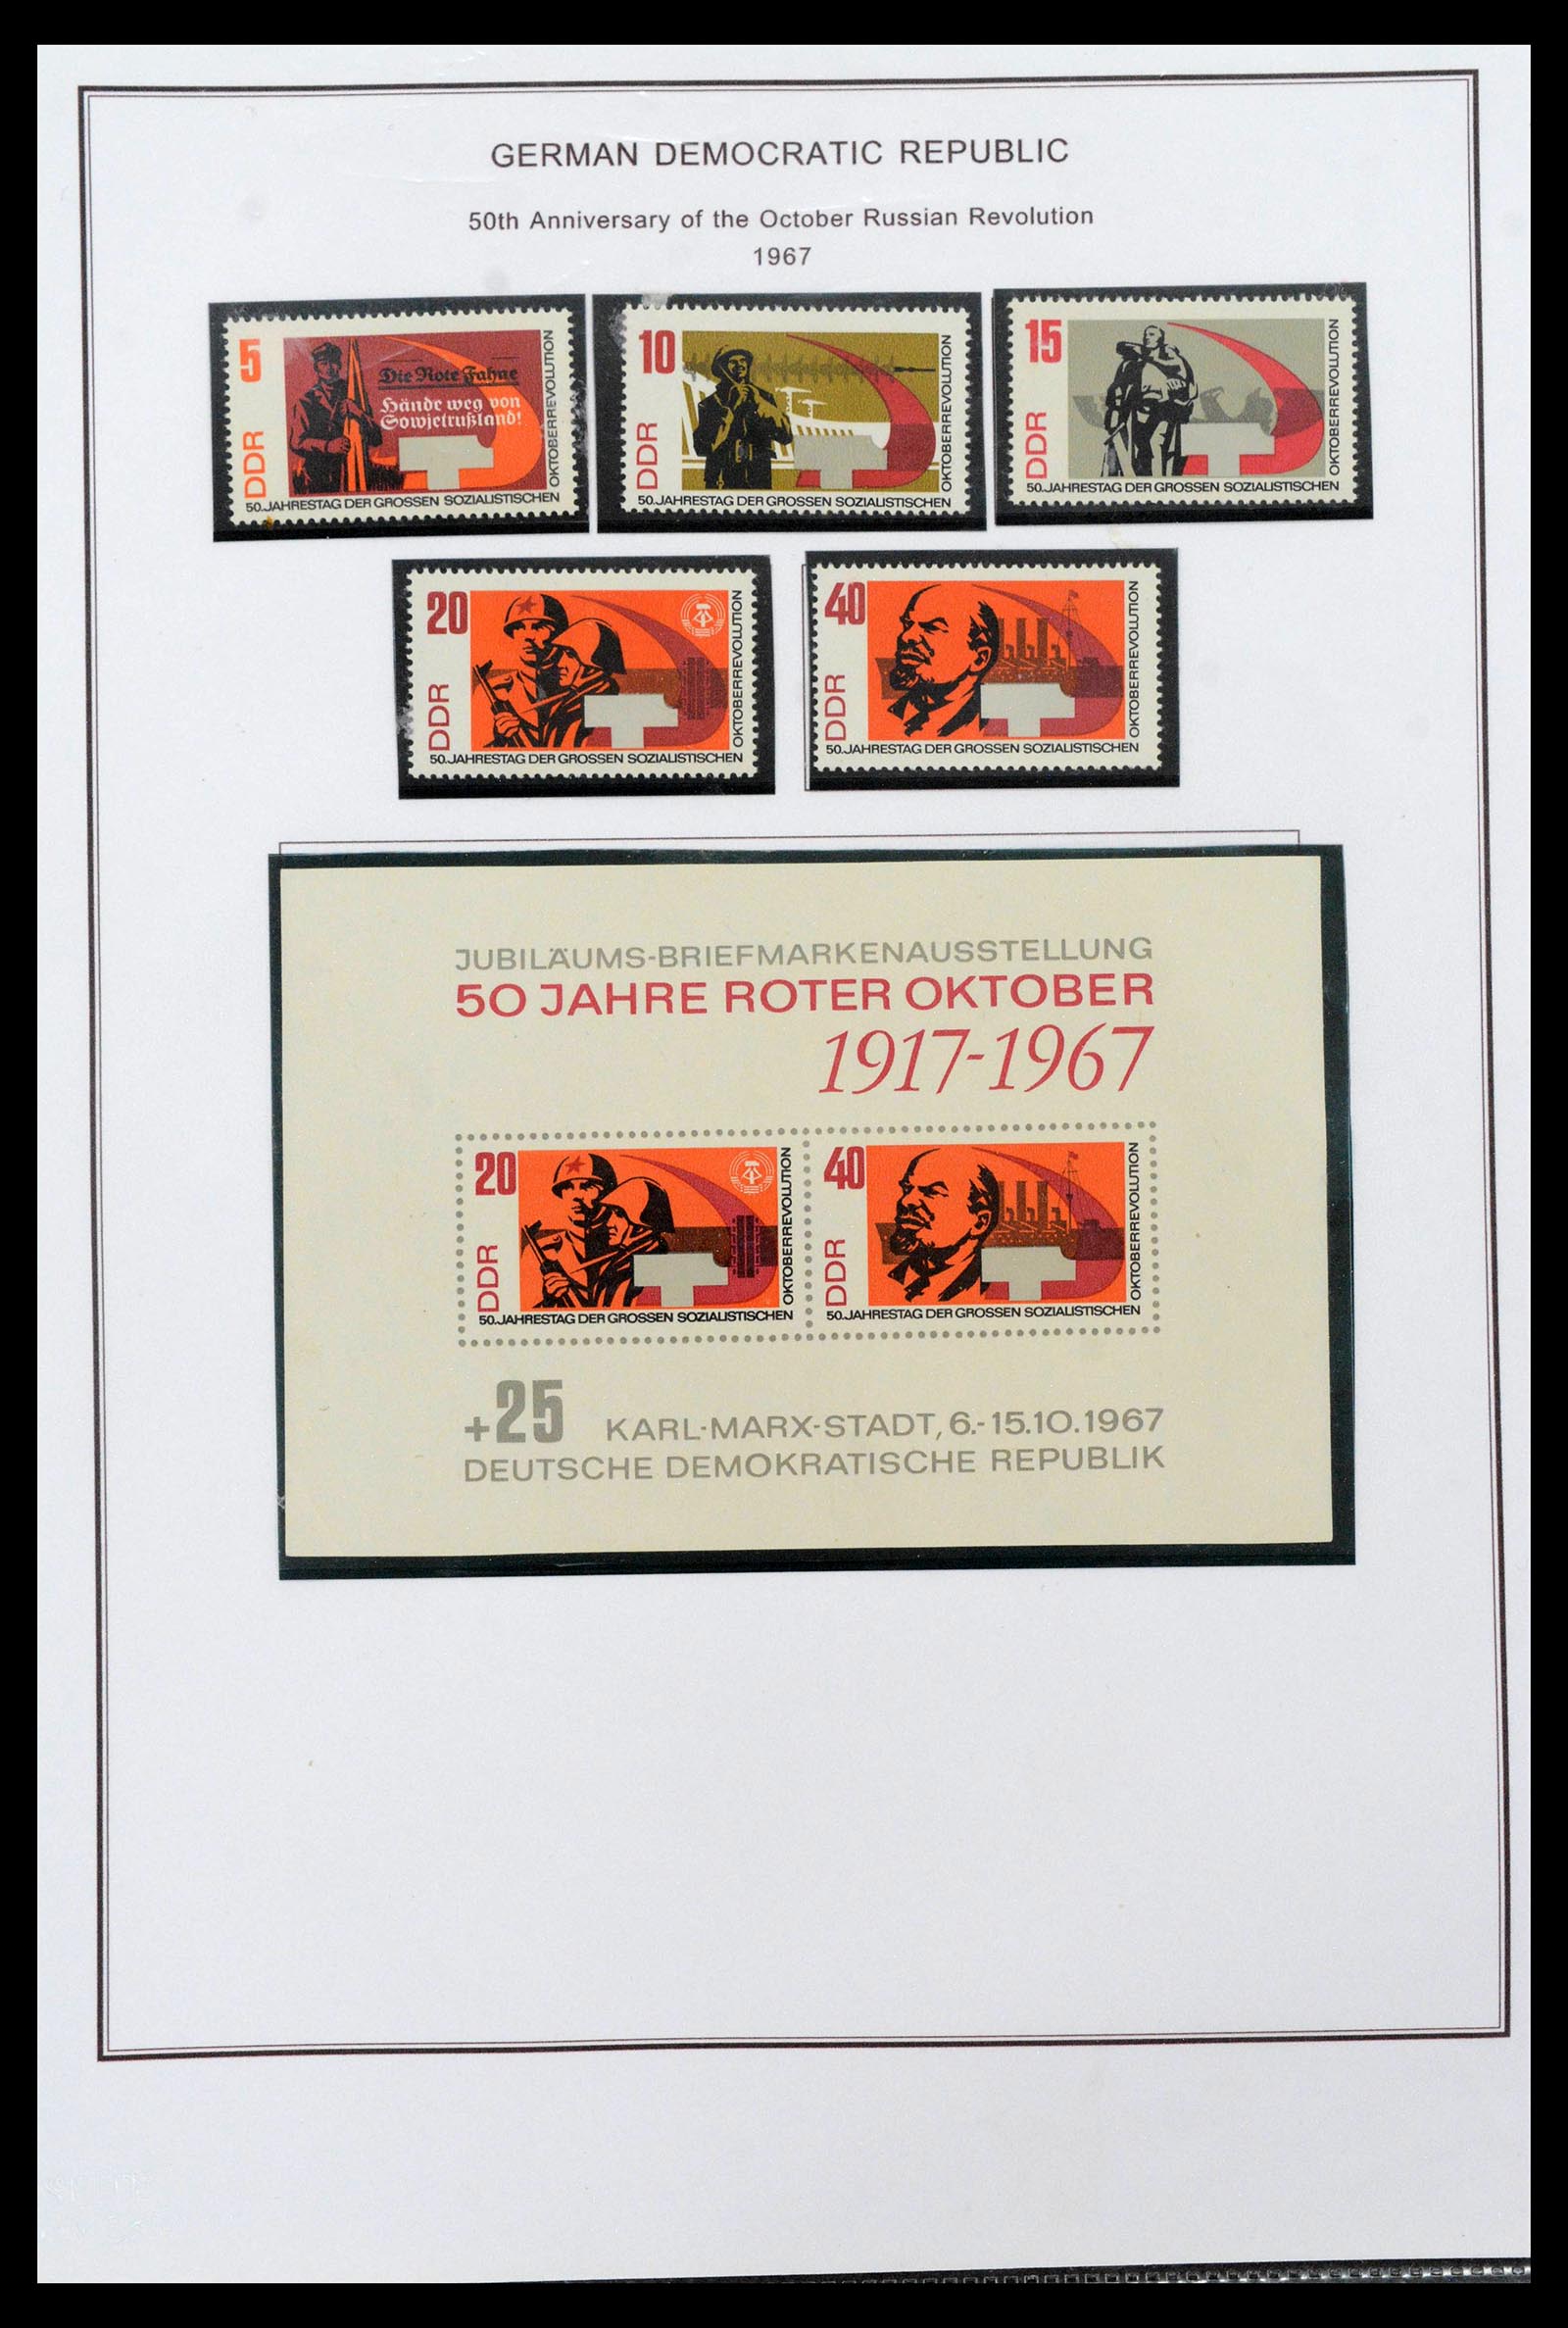 GERMAN DEMOCRATIC REPUBLIC
50th Anniversary of the October Russian Revolution
1967
5
DDR
Die Rote Fahne
Hände weg von
Sowjetrußland!
50.JAHRESTAG DER GROSSEN SOZIALISTISCHEN
OKTOBERREVOLUTION
10
DDR
50.JAHRESTAG DER GROSSEN SOZIALISTISCHEN
OKTOBERREVOLUTION
15
DDR
50.JAHRESTAG DER GROSSEN SOZIALISTISCHEN
OKTOBERREVOLUTION
20
DDR
50.JAHRESTAG DER GROSSEN SOZIALISTISCHEN
OKTOBERREVOLUTION
40
DDR
50.JAHRESTAG DER GROSSEN SOZIALISTISCHEN
OKTOBERREVOLUTION
JUBILÄUMS-BRIEFMARKENAUSSTELLUNG
50 JAHRE ROTER OKTOBER
1917-1967
20
DDR
50.JAHRESTAG DER GROSSEN SOZIALISTISCHEN
OKTOBERREVOLUTION
40
DDR
50.JAHRESTAG DER GROSSEN SOZIALISTISCHEN
OKTOBERREVOLUTION
+25 KARL-MARX-STADT, 6.-15.10.1967
DEUTSCHE DEMOKRATISCHE REPUBLIK